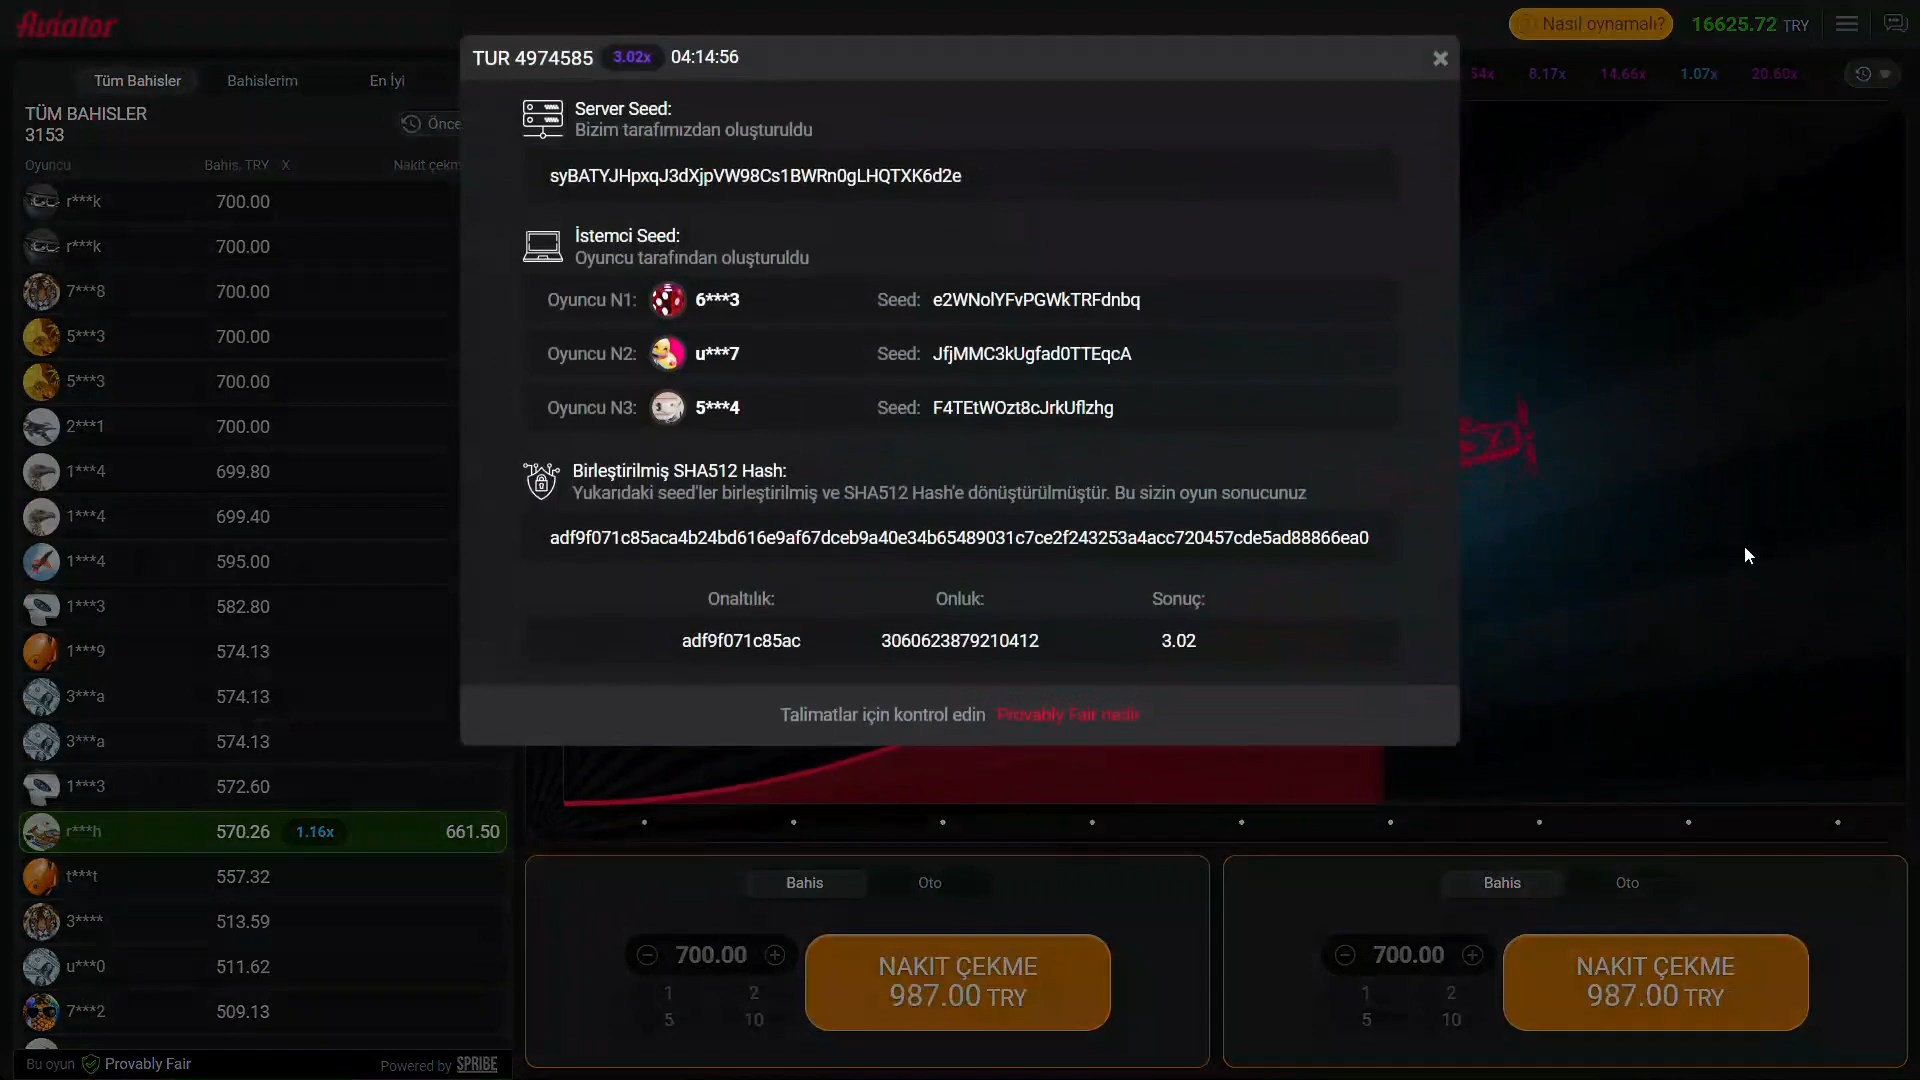 Aviator
Nasıl oynamalı?
16625.72 TRY
TUR 4974585 3.02x 04:14:56
54x 8.17x 14.66x 1.07x 20.60x
Tüm Bahisler Bahislerim En İyi
TÜM BAHISLER
3153
Önce
Oyuncu Bahis, TRY X Nakit çekm
r***k 700.00
r***k 700.00
7***8 700.00
5***3 700.00
5***3 700.00
2***1 700.00
1***4 699.80
1***4 699.40
1***4 595.00
1***3 582.80
1***9 574.13
3***a 574.13
3***a 574.13
1***3 572.60
r***h 570.26 1.16x 661.50
t***t 557.32
3**** 513.59
u***0 511.62
7***2 509.13
Bu oyun Provably Fair Powered by SPRIBE
Server Seed:
Bizim tarafımızdan oluşturuldu
syBATYJHpxqJ3dXjpVW98Cs1BWRn0gLHQTXK6d2e
İstemci Seed:
Oyuncu tarafından oluşturuldu
Oyuncu N1: 6***3 Seed: e2WNolYFvPGWkTRFdnbq
Oyuncu N2: u***7 Seed: JfjMMC3kUgfad0TTEqcA
Oyuncu N3: 5***4 Seed: F4TEtWOzt8cJrkUflzhg
Birleştirilmiş SHA512 Hash:
Yukarıdaki seed'ler birleştirilmiş ve SHA512 Hash'e dönüştürülmüştür. Bu sizin oyun sonucunuz
adf9f071c85aca4b24bd616e9af67dceb9a40e34b65489031c7ce2f243253a4acc720457cde5ad88866ea0
Onaltılık: Onluk: Sonuç:
adf9f071c85ac 3060623879210412 3.02
Talimatlar için kontrol edin Provably Fair nedir
Bahis Oto
700.00
1 2
5 10
NAKIT ÇEKME
987.00 TRY
Bahis Oto
700.00
1 2
5 10
NAKIT ÇEKME
987.00 TRY